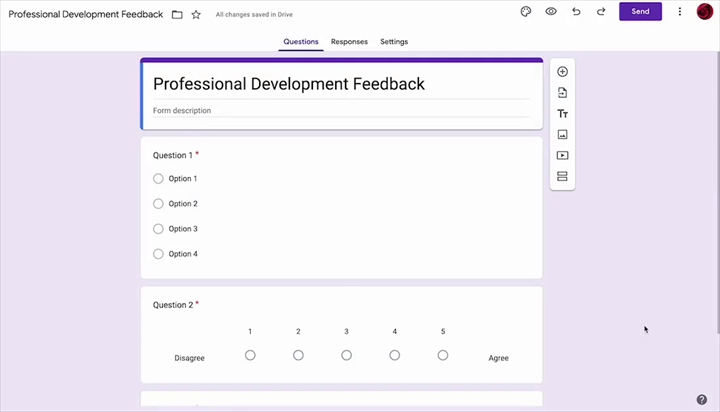 Professional Development Feedback
All changes saved in Drive
Send
Questions Responses Settings
Professional Development Feedback
Form description
Tт
Question 1 *
Option 1
Option 2
Option 3
Option 4
Question 2 *
1 2 3 4 5
Disagree Agree